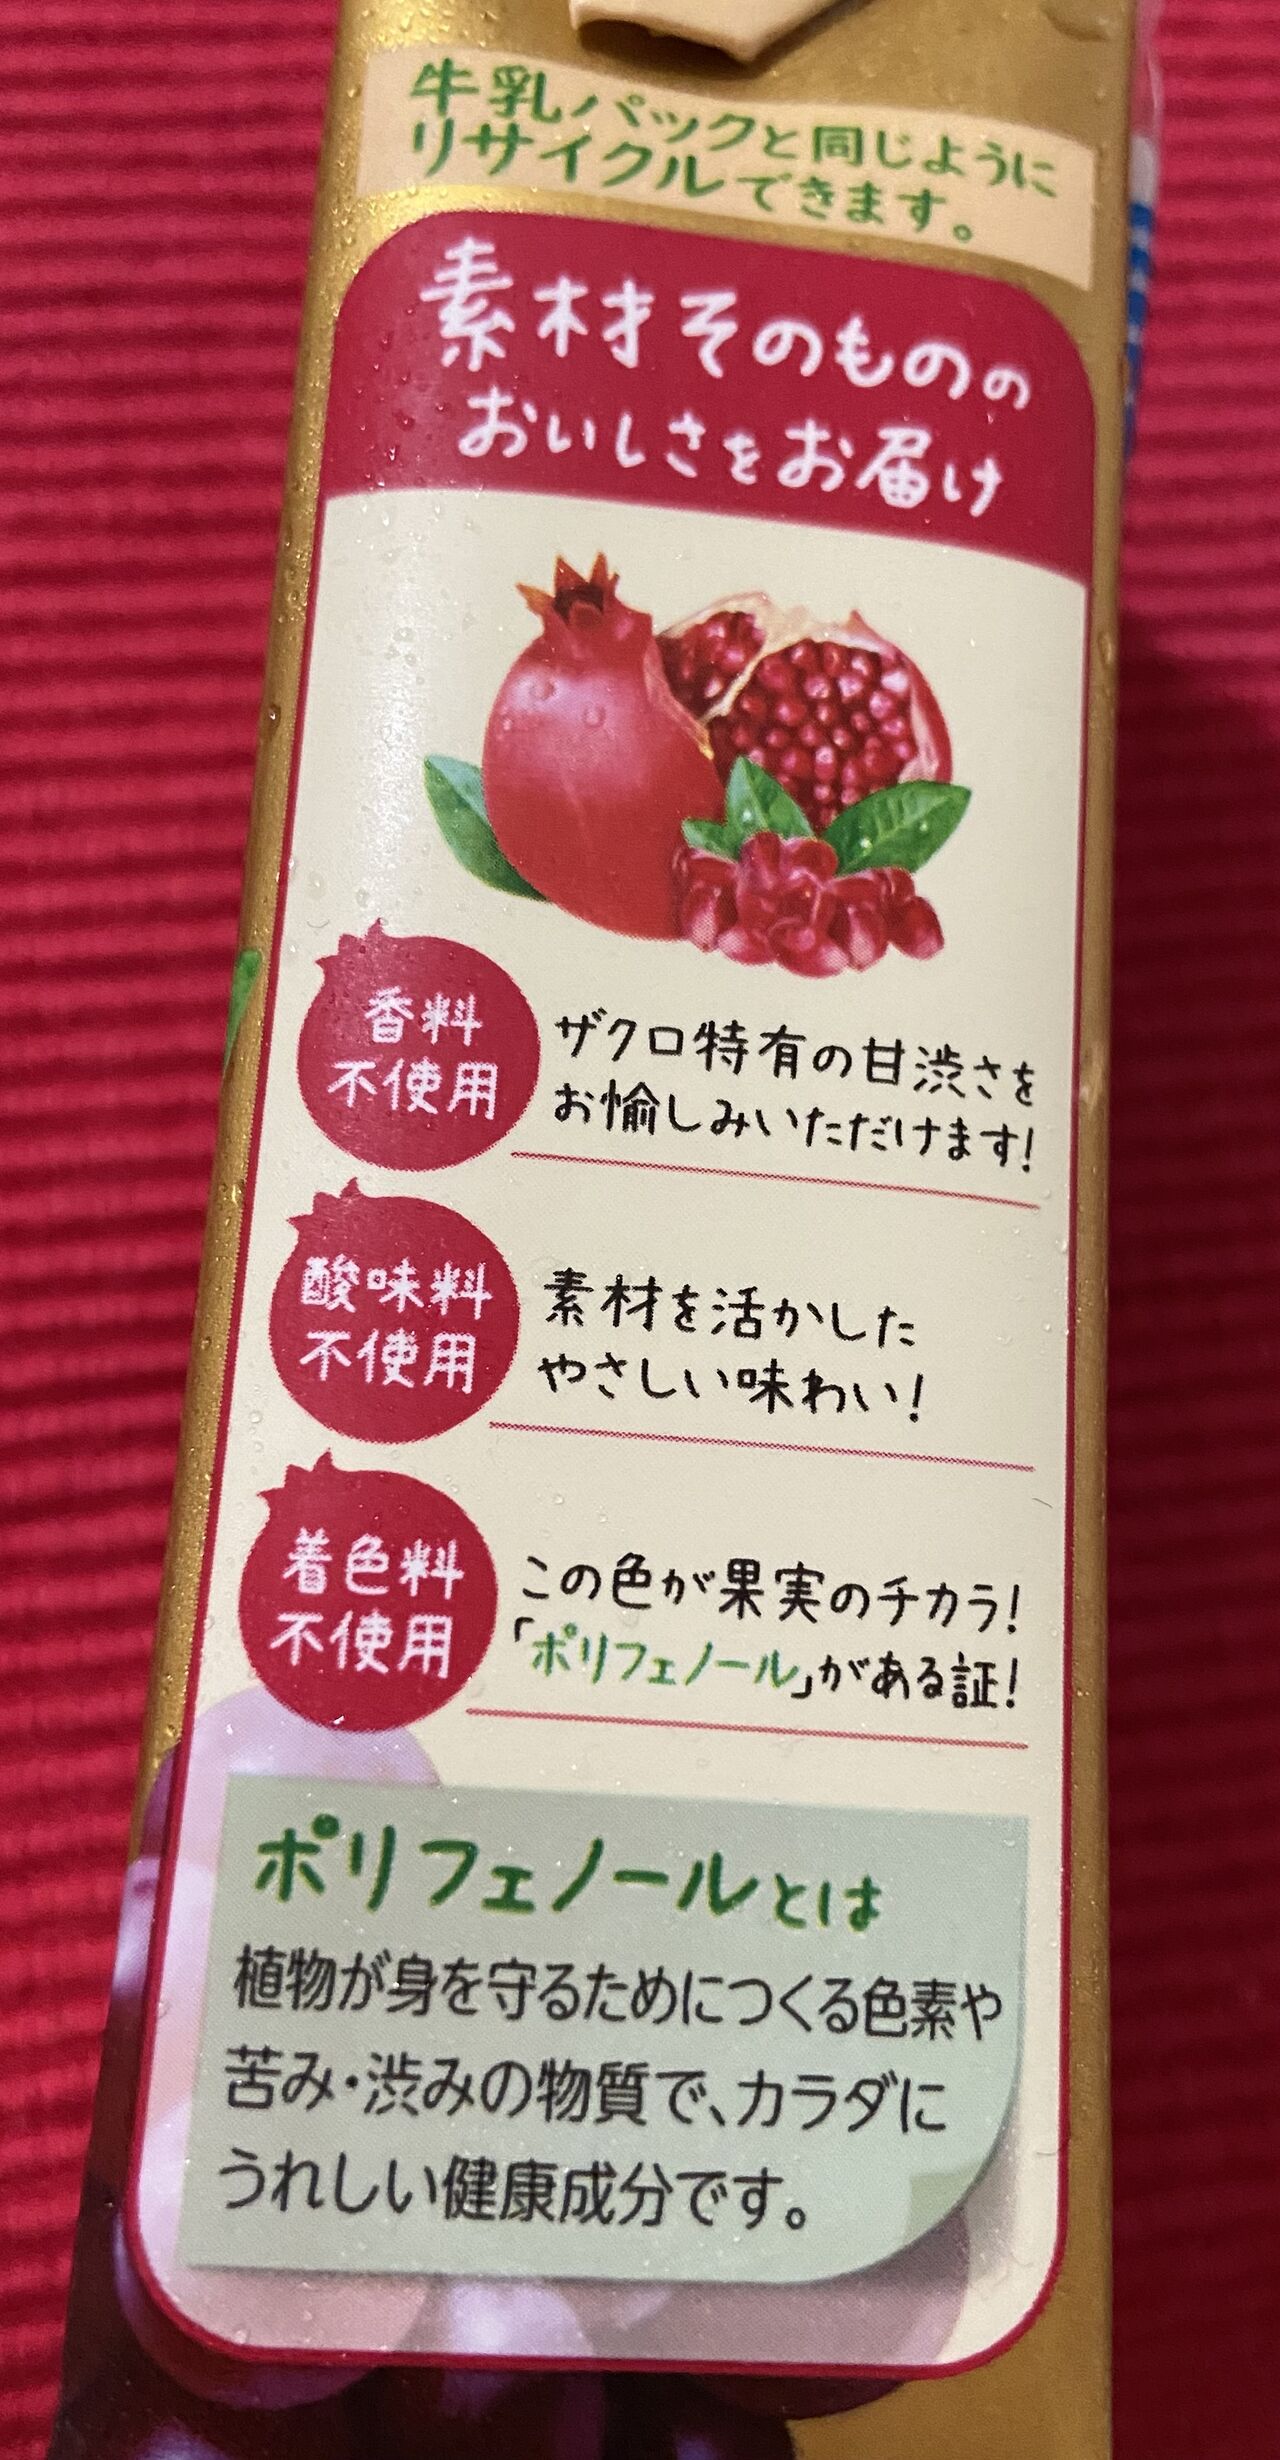 牛乳パックと同じように
リサイクルできます。
素材そのものの
おいしさをお届け
香料
不使用
ザクロ特有の甘渋さを
お愉しみいただけます!
酸味料
不使用
素材を活かした
やさしい味わい!
着色料
不使用
この色が果実のチカラ!
「ポリフェノール」がある証!
ポリフェノールとは
植物が身を守るためにつくる色素や
苦み・渋みの物質で、カラダに
うれしい健康成分です。